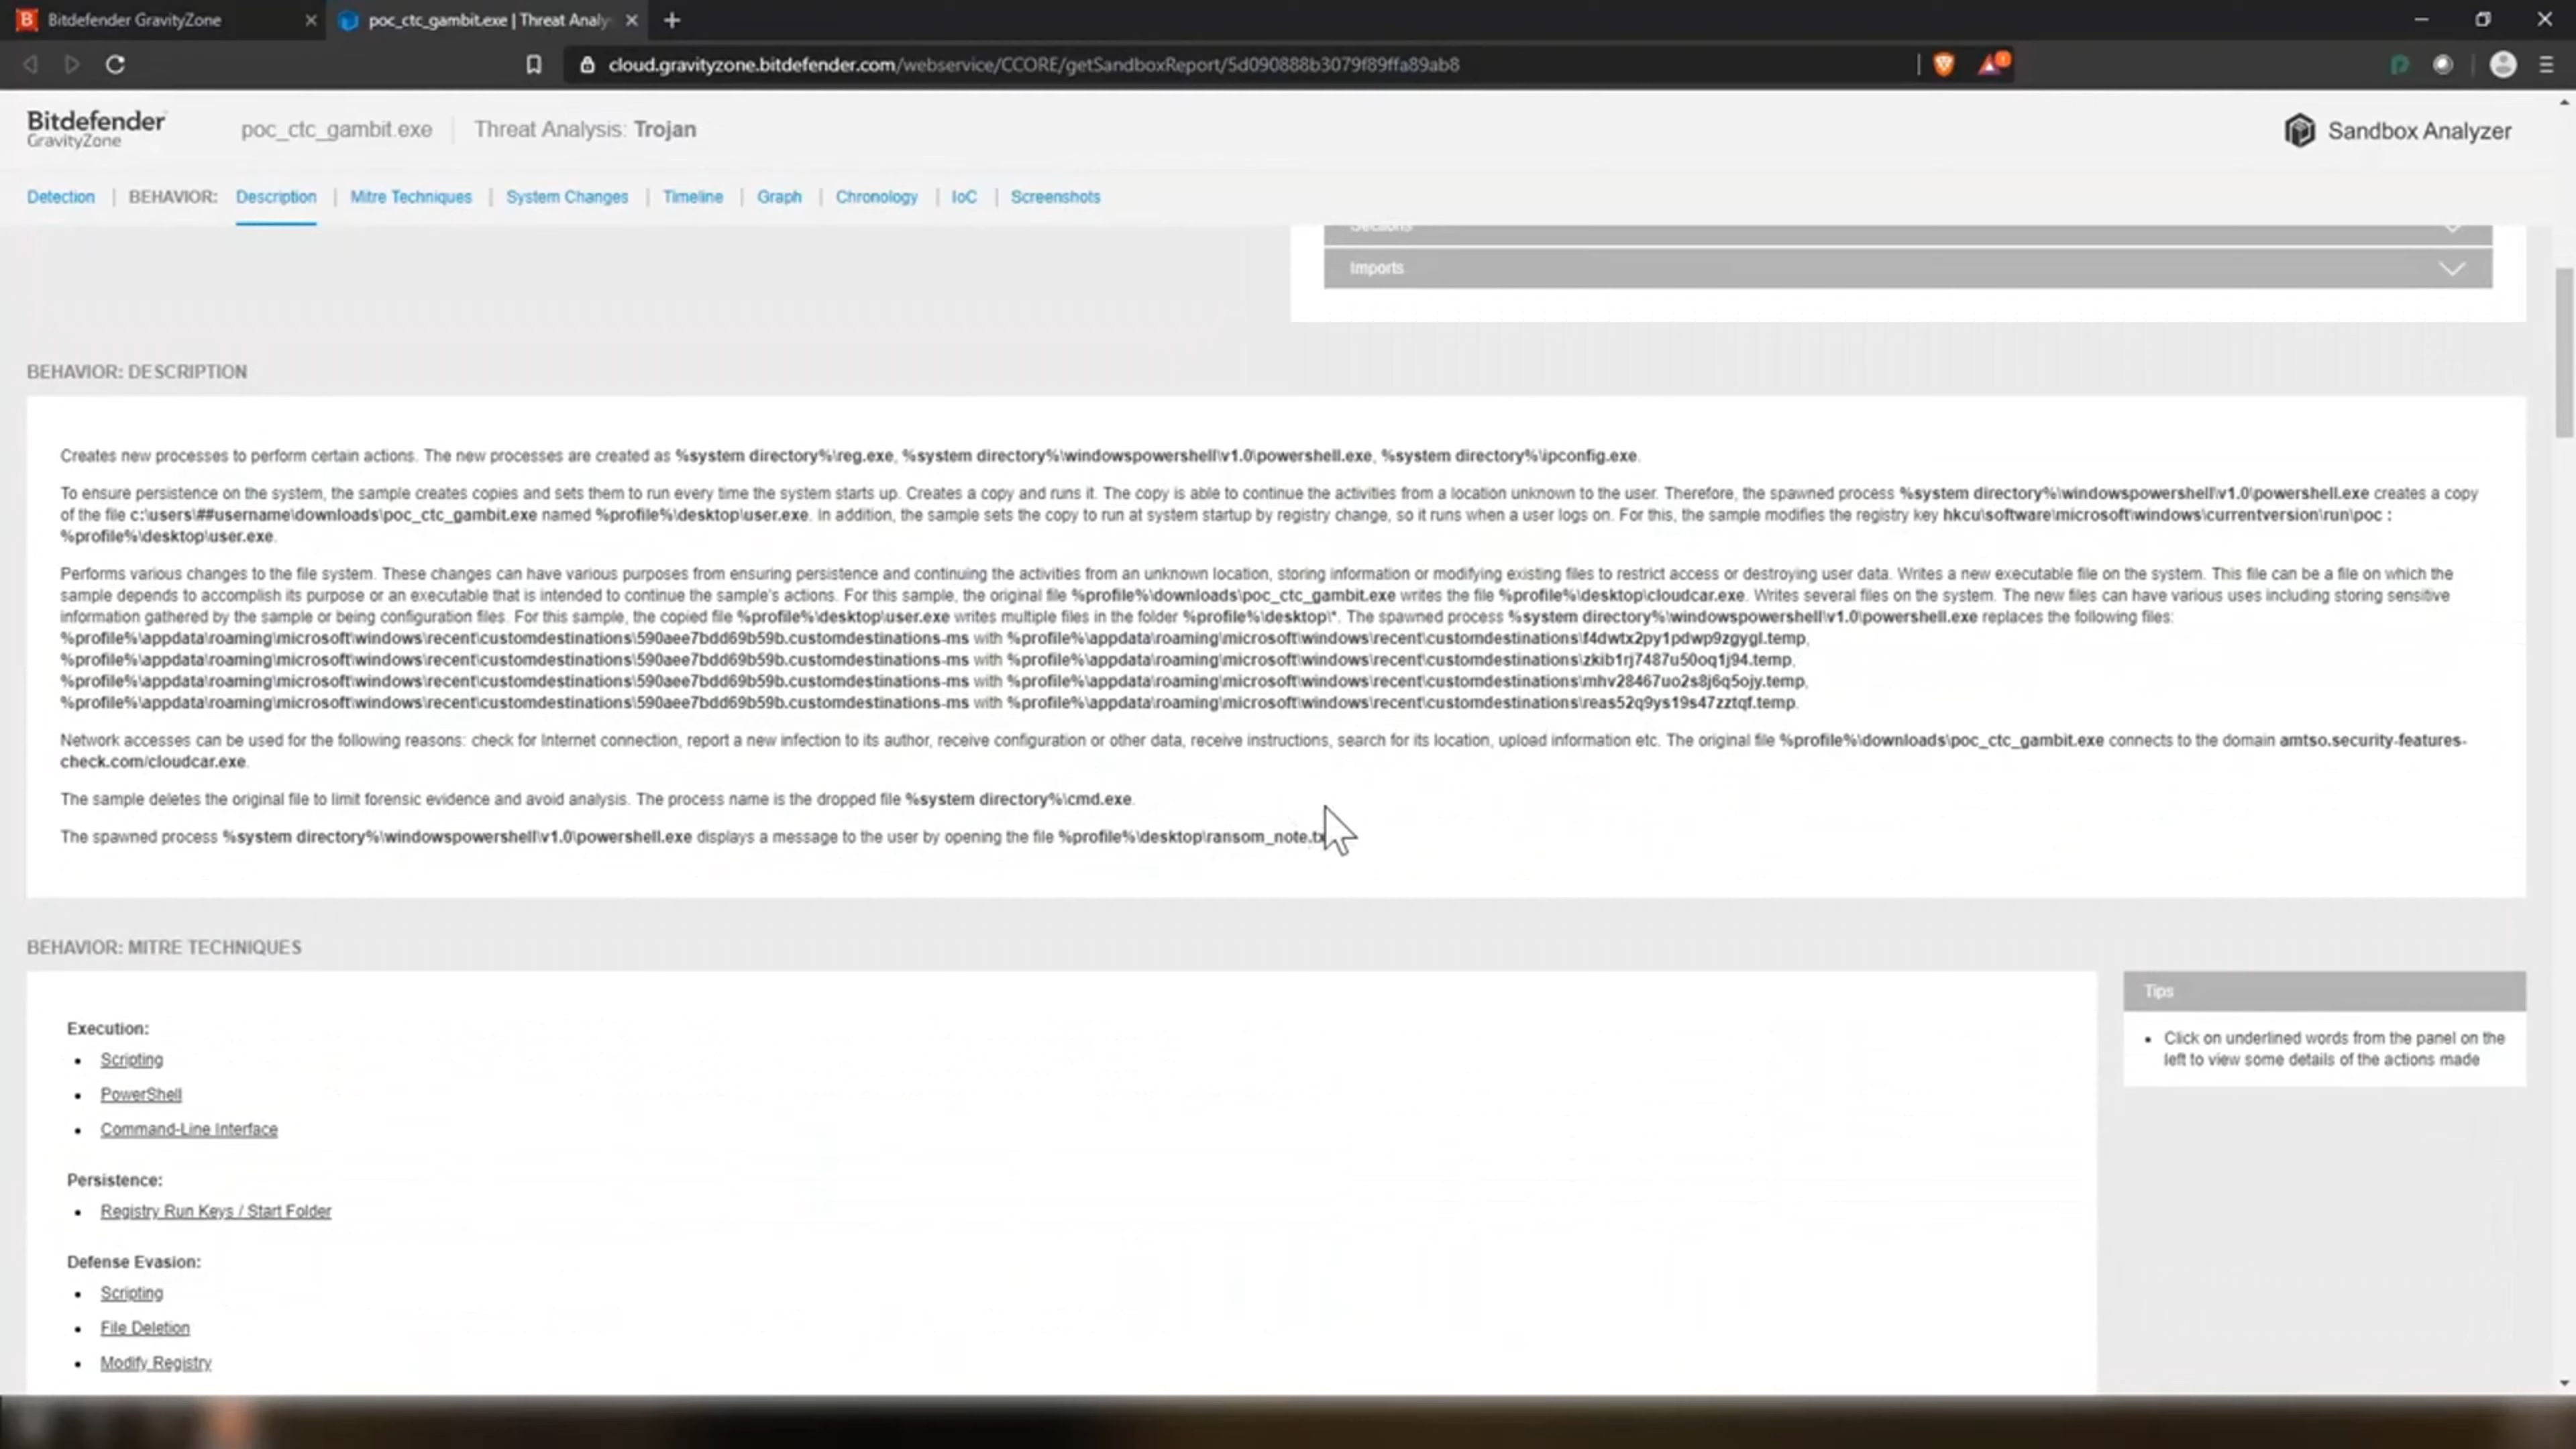 Bitdefender GravityZone
poc_ctc_gambit.exe | Threat Analy
cloud.gravityzone.bitdefender.com/webservice/CCORE/getSandboxReport/5d090888b3079f89ffa89ab8
Bitdefender
GravityZone
poc_ctc_gambit.exe
Threat Analysis: Trojan
Sandbox Analyzer
Detection | BEHAVIOR: Description | Mitre Techniques | System Changes | Timeline | Graph | Chronology | IoC | Screenshots
Sections
Imports
BEHAVIOR: DESCRIPTION
Creates new processes to perform certain actions. The new processes are created as %system directory%\reg.exe, %system directory%\windowspowershell\v1.0\powershell.exe, %system directory%\ipconfig.exe.
To ensure persistence on the system, the sample creates copies and sets them to run every time the system starts up. Creates a copy and runs it. The copy is able to continue the activities from a location unknown to the user. Therefore, the spawned process %system directory%\windowspowershell\v1.0\powershell.exe creates a copy
of the file c:\users\##username\downloads\poc_ctc_gambit.exe named %profile%\desktop\user.exe. In addition, the sample sets the copy to run at system startup by registry change, so it runs when a user logs on. For this, the sample modifies the registry key hkcu\software\microsoft\windows\currentversion\run\poc :
%profile%\desktop\user.exe.
Performs various changes to the file system. These changes can have various purposes from ensuring persistence and continuing the activities from an unknown location, storing information or modifying existing files to restrict access or destroying user data. Writes a new executable file on the system. This file can be a file on which the
sample depends to accomplish its purpose or an executable that is intended to continue the sample's actions. For this sample, the original file %profile%\downloads\poc_ctc_gambit.exe writes the file %profile%\desktop\cloudcar.exe. Writes several files on the system. The new files can have various uses including storing sensitive
information gathered by the sample or being configuration files. For this sample, the copied file %profile%\desktop\user.exe writes multiple files in the folder %profile%\desktop\*. The spawned process %system directory%\windowspowershell\v1.0\powershell.exe replaces the following files:
%profile%\appdata\roaming\microsoft\windows\recent\customdestinations\590aee7bdd69b59b.customdestinations-ms with %profile%\appdata\roaming\microsoft\windows\recent\customdestinations\f4dwtx2py1pdwp9zgygl.temp,
%profile%\appdata\roaming\microsoft\windows\recent\customdestinations\590aee7bdd69b59b.customdestinations-ms with %profile%\appdata\roaming\microsoft\windows\recent\customdestinations\zkib1rj7487u50oq1j94.temp,
%profile%\appdata\roaming\microsoft\windows\recent\customdestinations\590aee7bdd69b59b.customdestinations-ms with %profile%\appdata\roaming\microsoft\windows\recent\customdestinations\mhv28467uo2s8j6q5ojy.temp,
%profile%\appdata\roaming\microsoft\windows\recent\customdestinations\590aee7bdd69b59b.customdestinations-ms with %profile%\appdata\roaming\microsoft\windows\recent\customdestinations\reas52q9ys19s47zztqf.temp.
Network accesses can be used for the following reasons: check for Internet connection, report a new infection to its author, receive configuration or other data, receive instructions, search for its location, upload information etc. The original file %profile%\downloads\poc_ctc_gambit.exe connects to the domain amtso.security-features-
check.com/cloudcar.exe.
The sample deletes the original file to limit forensic evidence and avoid analysis. The process name is the dropped file %system directory%\cmd.exe.
The spawned process %system directory%\windowspowershell\v1.0\powershell.exe displays a message to the user by opening the file %profile%\desktop\ransom_note.tx
BEHAVIOR: MITRE TECHNIQUES
Execution:
• Scripting
• PowerShell
• Command-Line Interface
Persistence:
• Registry Run Keys / Start Folder
Defense Evasion:
• Scripting
• File Deletion
• Modify Registry
Tips
• Click on underlined words from the panel on the
left to view some details of the actions made